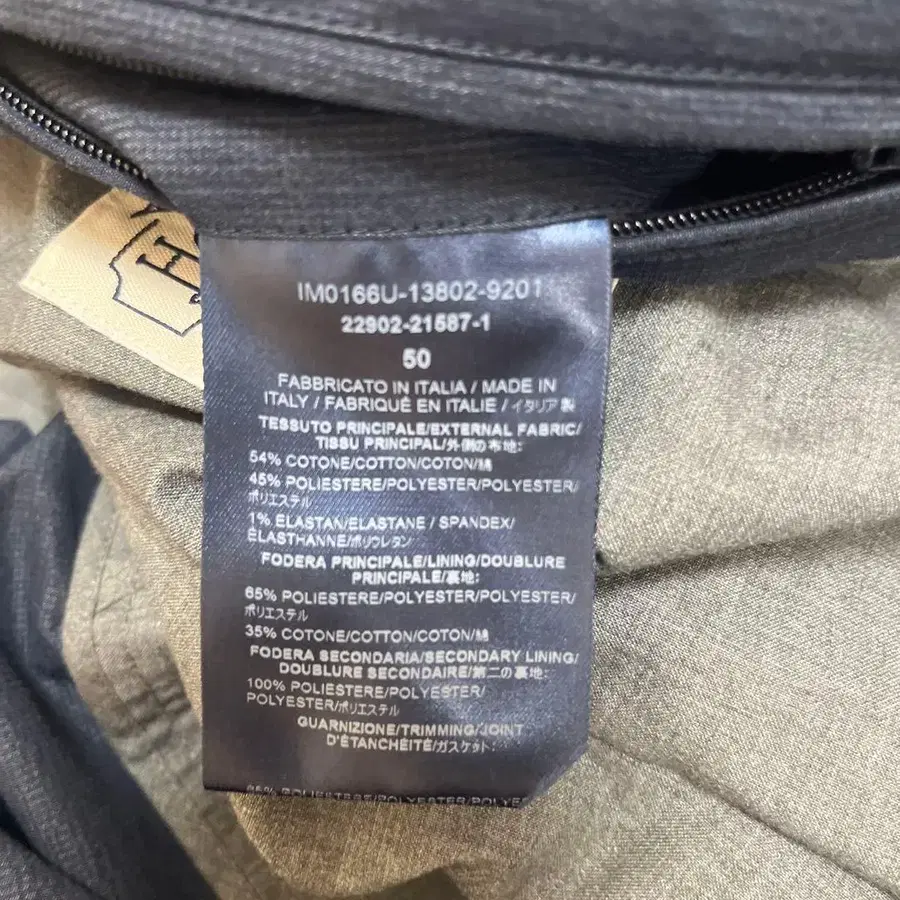 H
IM0166U-13802-9201
22902-21587-1
50
FABBRICATO IN ITALIA / MADE IN
ITALY / FABRIQUÉ EN ITALIE / イタリア製
TESSUTO PRINCIPALE/EXTERNAL FABRIC/
TISSU PRINCIPAL/外側の布地:
54% COTONE/COTTON/COTON/綿
45% POLIESTERE/POLYESTER/POLYESTER/
ポリエステル
1% ELASTAN/ELASTANE / SPANDEX/
ÉLASTHANNE/ポリウレタン
FODERA PRINCIPALE/LINING/DOUBLURE
PRINCIPALE/裏地:
65% POLIESTERE/POLYESTER/POLYESTER/
ポリエステル
35% COTONE/COTTON/COTON/綿
FODERA SECONDARIA/SECONDARY LINING/
DOUBLURE SECONDAIRE/第二の裏地:
100% POLIESTERE/POLYESTER/
POLYESTER/ポリエステル
GUARNIZIONE/TRIMMING/JOINT
D'ÉTANCHÉITÉ/ガスケット:
POLIESTERE/POLYESTER/POLYESTER